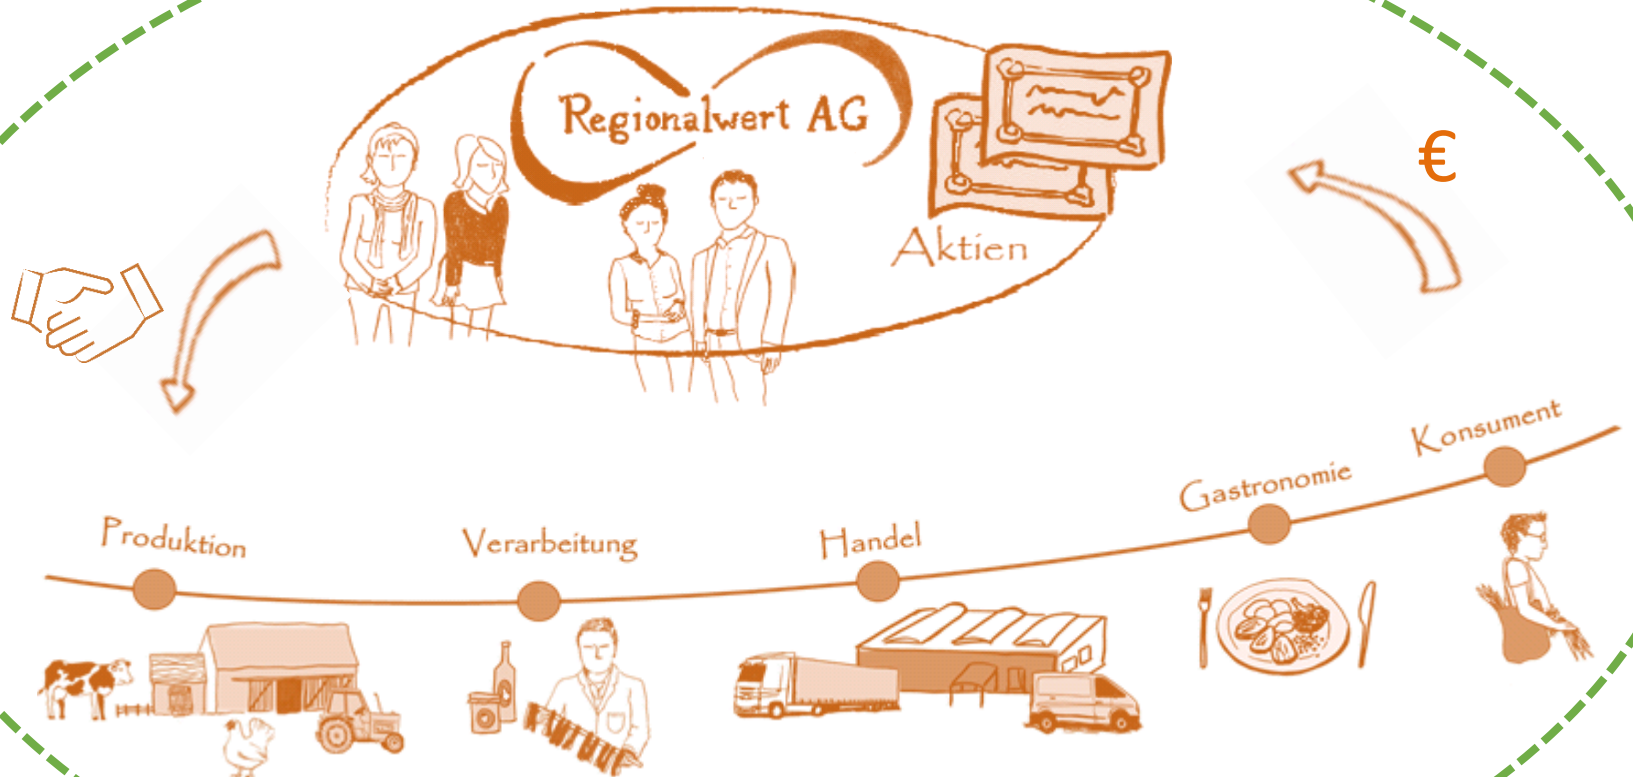 Regionalwert AG
Aktien
€
Konsument
Gastronomie
Handel
Verarbeitung
Produktion